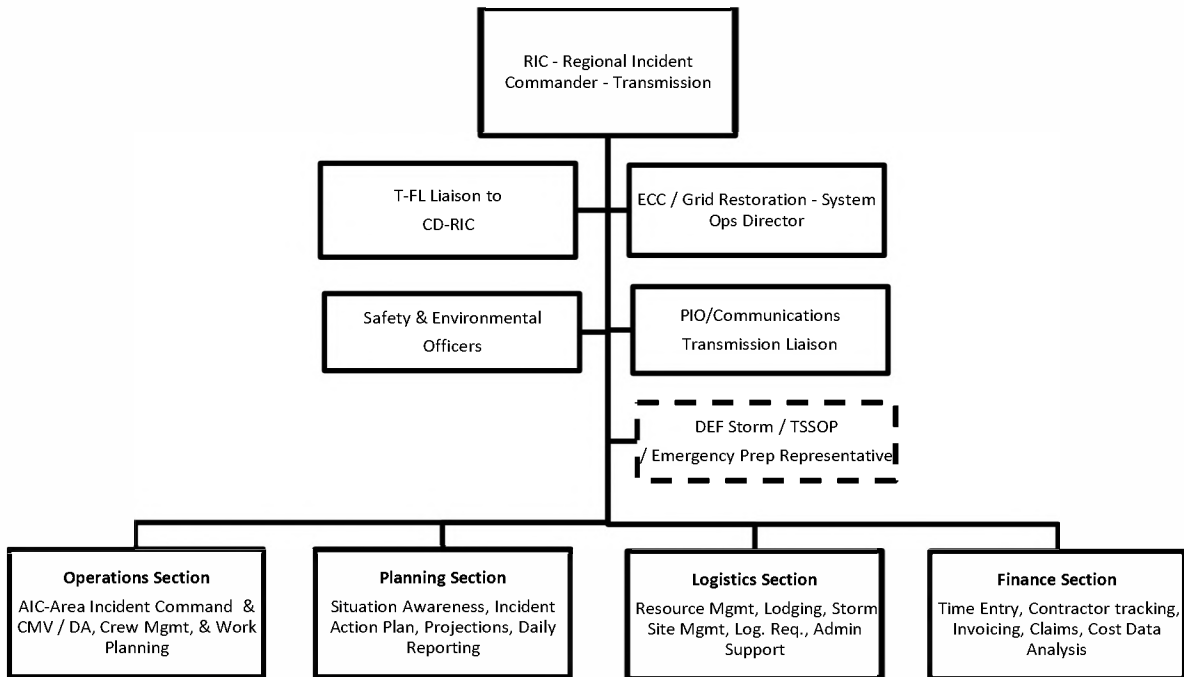 RIC - Regional Incident
Commander - Transmission
T-FL Liaison to
CD-RIC
ECC / Grid Restoration - System
Ops Director
Safety & Environmental
Officers
PIO/Communications
Transmission Liaison
DEF Storm / TSSOP
/ Emergency Prep Representative
Operations Section
AIC-Area Incident Command & 
CMV / DA, Crew Mgmt, & Work
Planning
Planning Section
Situation Awareness, Incident
Action Plan, Projections, Daily
Reporting
Logistics Section
Resource Mgmt, Lodging, Storm
Site Mgmt, Log. Req., Admin
Support
Finance Section
Time Entry, Contractor tracking,
Invoicing, Claims, Cost Data
Analysis